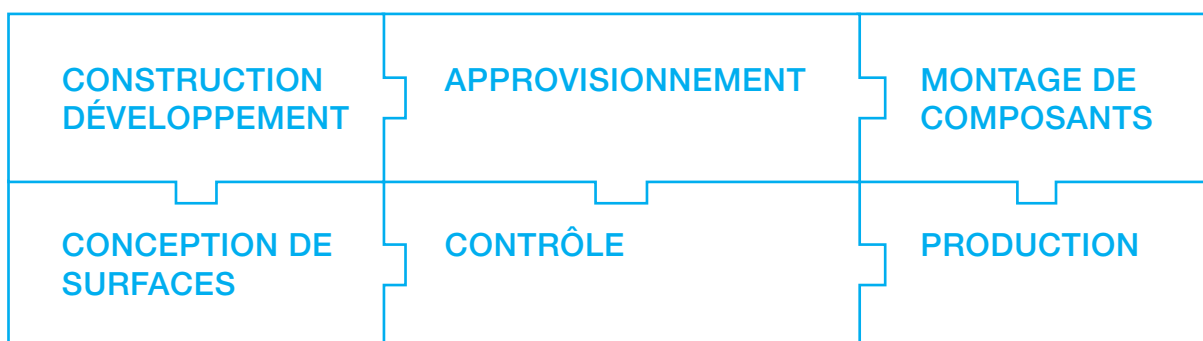 CONSTRUCTION
DÉVELOPPEMENT
APPROVISIONNEMENT
MONTAGE DE
COMPOSANTS
CONCEPTION DE
SURFACES
CONTRÔLE
PRODUCTION